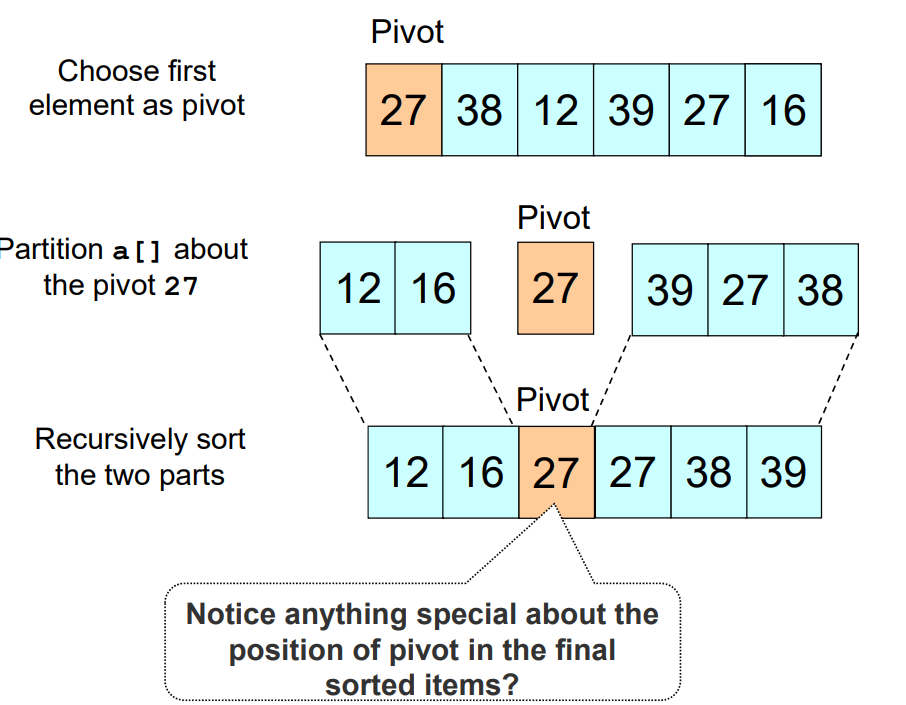 Pivot
Choose first
element as pivot
27 38 12 39 27 16
Pivot
Partition a[] about
the pivot 27
12 16 27 39 27 38
Pivot
Recursively sort
the two parts
12 16 27 27 38 39
Notice anything special about the
position of pivot in the final
sorted items?